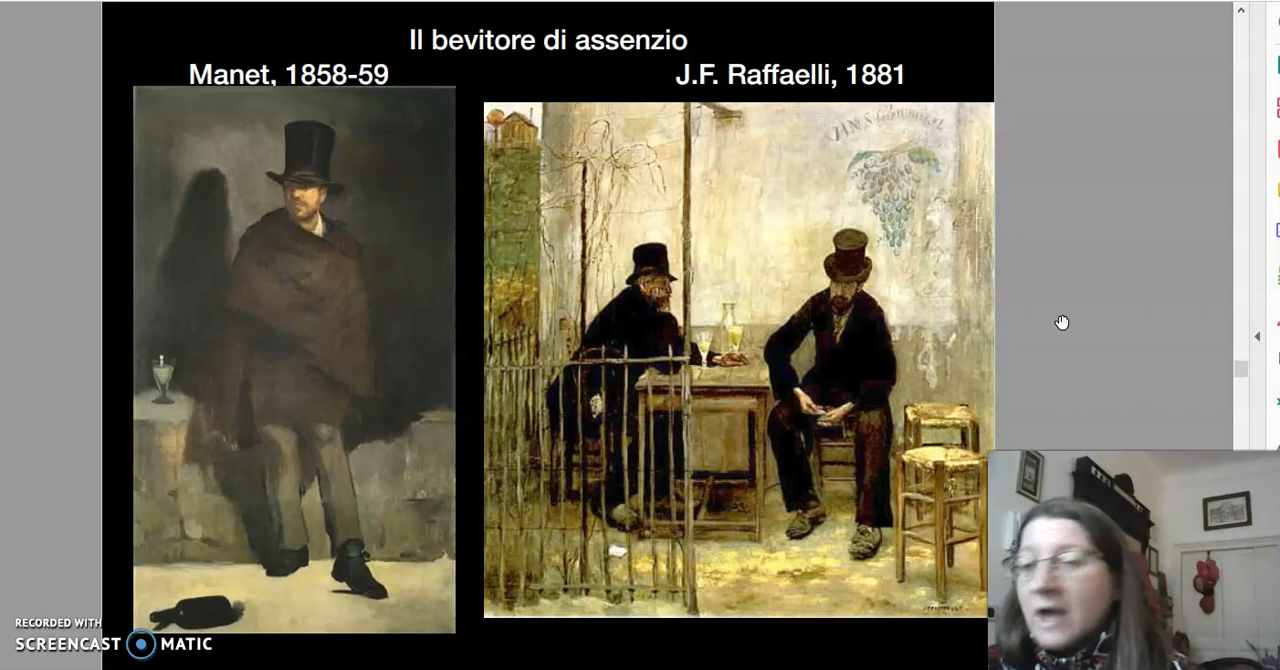 Il bevitore di assenzio
Manet, 1858-59
J.F. Raffaelli, 1881
RECORDED WITH
SCREENCAST MATIC